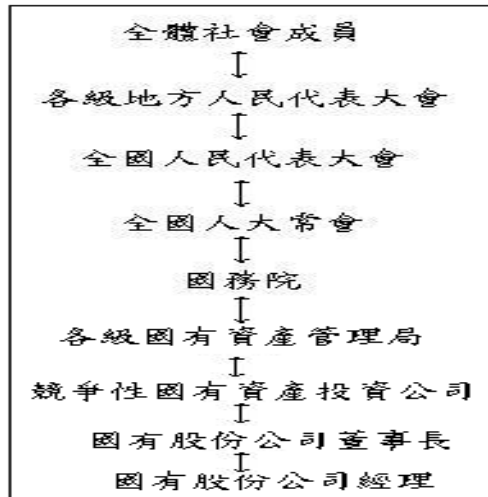 全體社會成員
各級地方人民代表大會
全國人民代表大會
全國人大常會
國務院
各級國有資產管理局
競爭性國有資產投資公司
國有股份公司董事長
國有股份公司經理